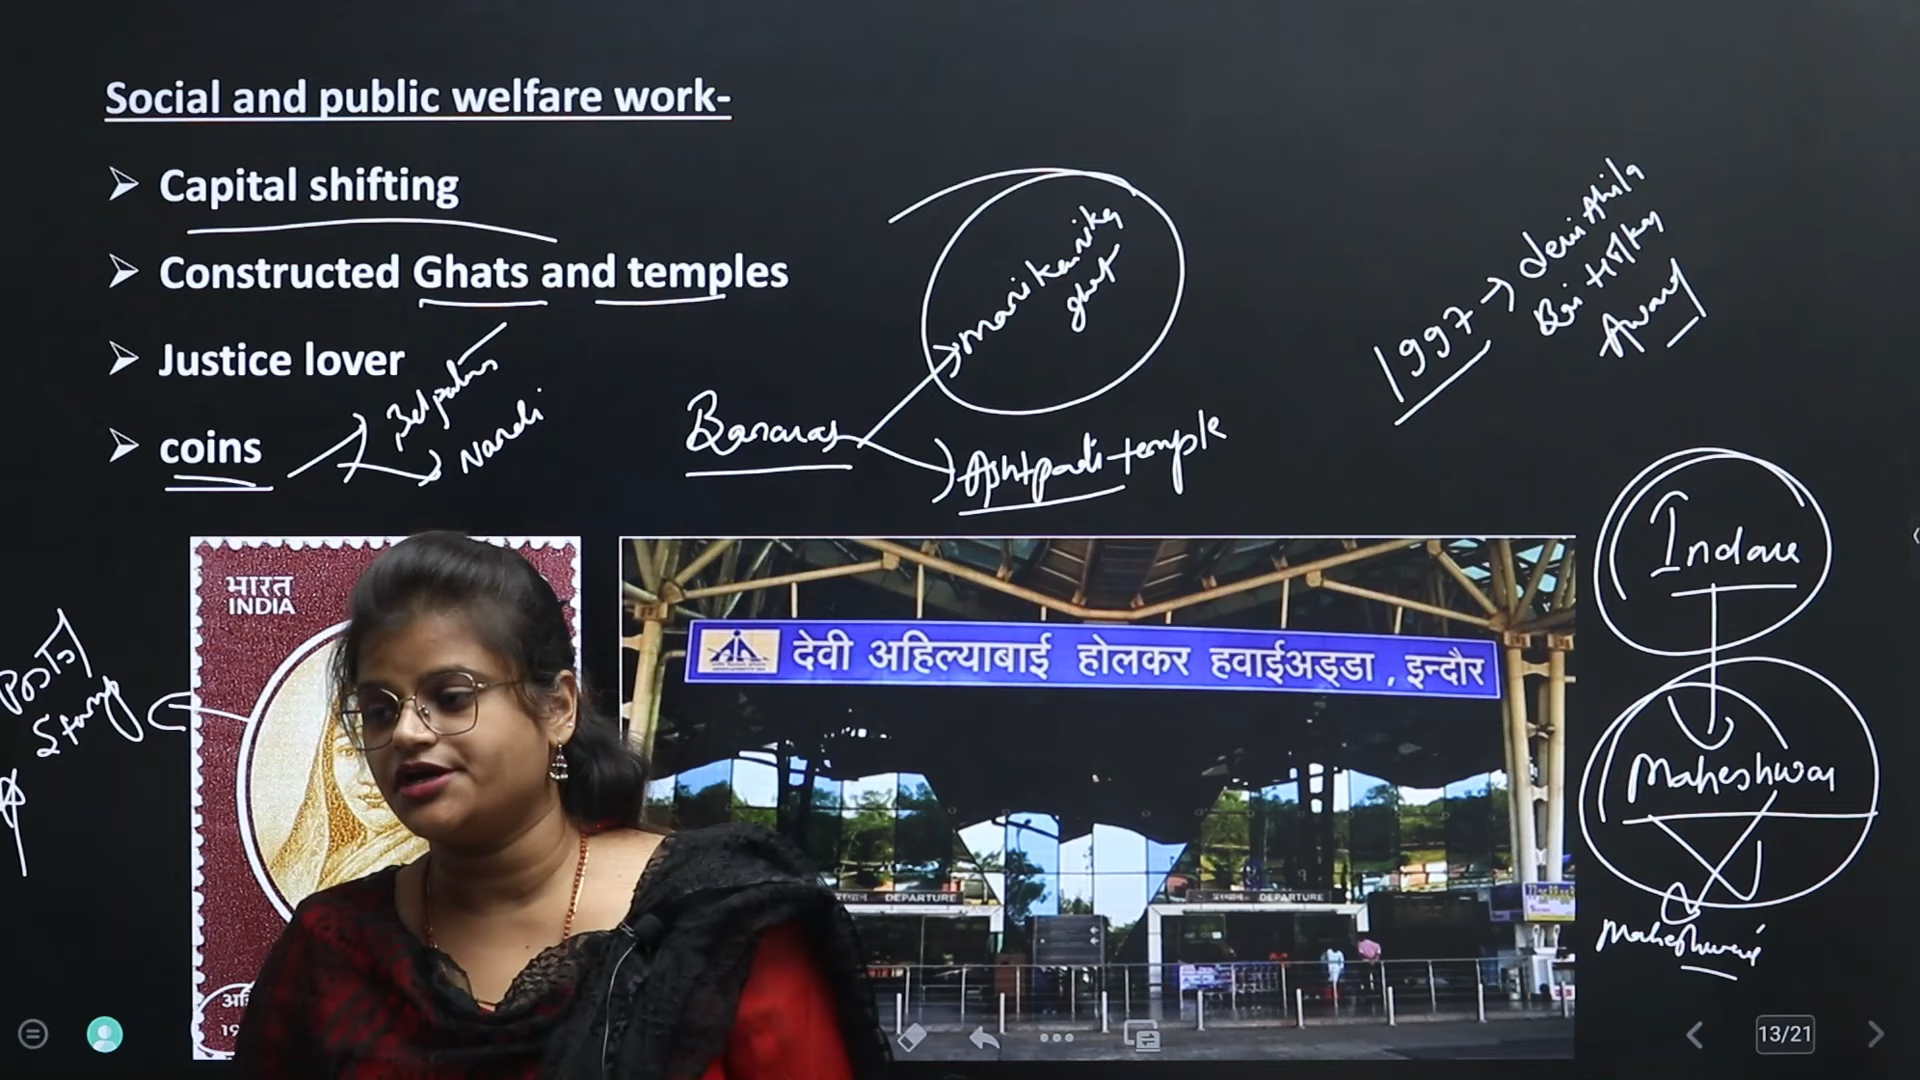 Social and public welfare work-
➢ Capital shifting
➢ Constructed Ghats and temples
➢ Justice lover
➢ coins
Nandi
Banaras
manikarnika
ghat
Ashtpadi temple
1997 → devi Ahilya
Bai Holkar
Award
Indore
Maheshwar
Maheshwari
Postal
Stamp
भारत
INDIA
देवी अहिल्याबाई होलकर हवाईअड्डा, इन्दौर
DEPARTURE
DEPARTURE
13/21